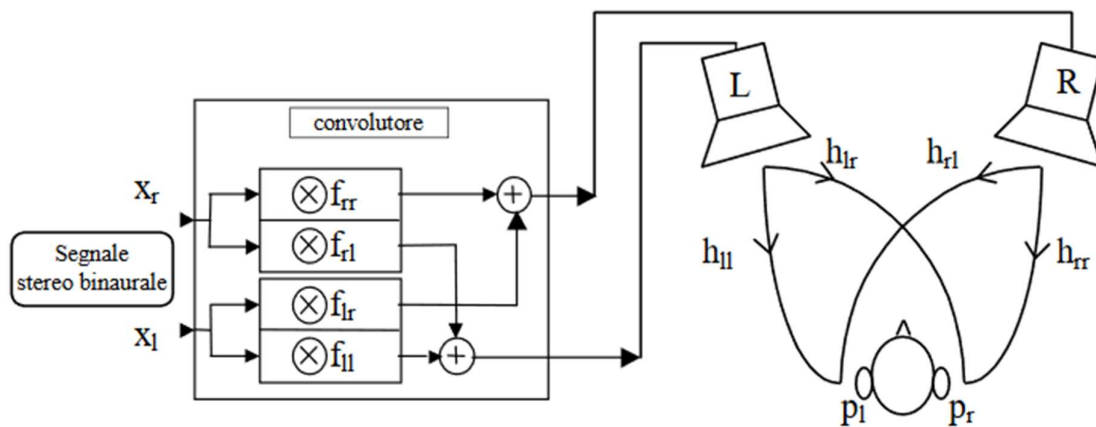 convolutore
x_r
⊗ f_rr
⊗ f_rl
Segnale
stereo binaurale
x_l
⊗ f_lr
⊗ f_ll
+
+
L
R
h_lr
h_rl
h_ll
h_rr
p_l
p_r